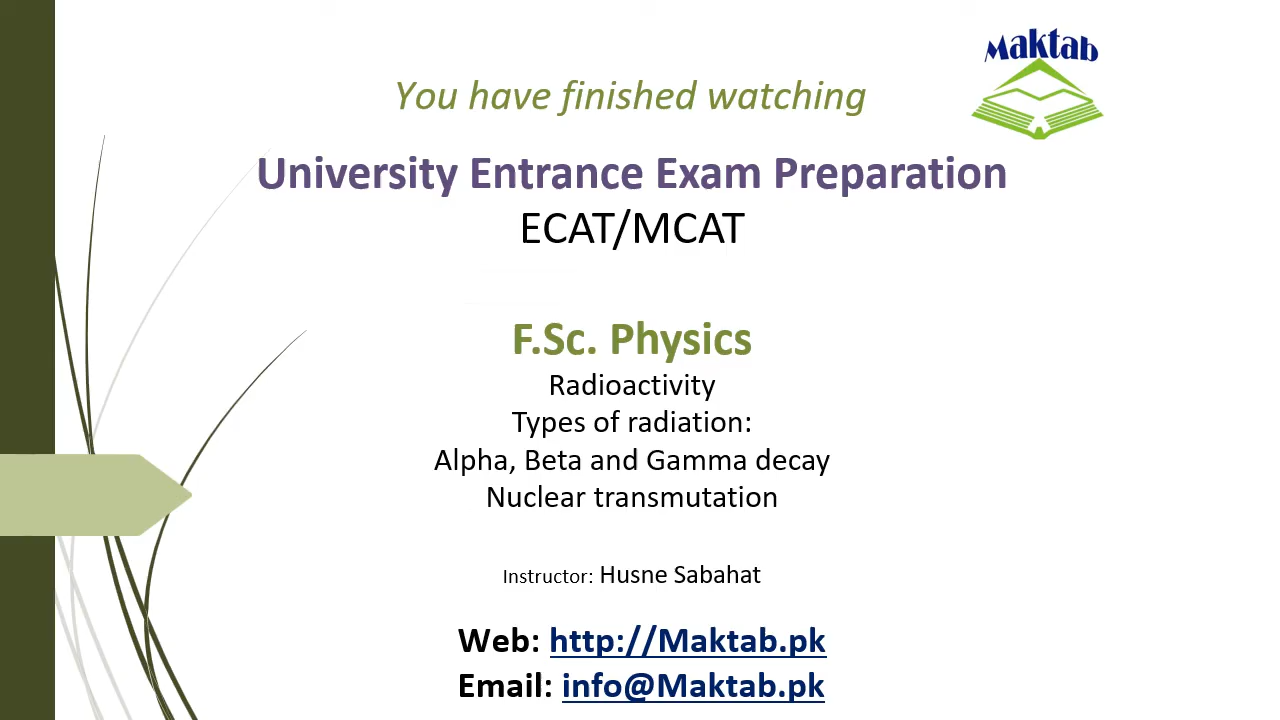 Maktab
You have finished watching
University Entrance Exam Preparation
ECAT/MCAT
F.Sc. Physics
Radioactivity
Types of radiation:
Alpha, Beta and Gamma decay
Nuclear transmutation
Instructor: Husne Sabahat
Web: http://Maktab.pk
Email: info@Maktab.pk